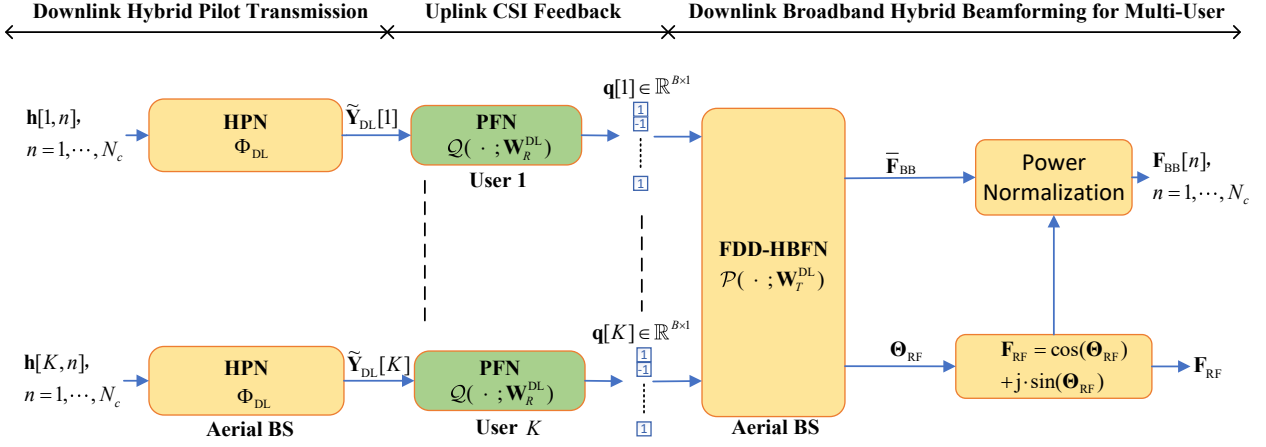 Downlink Hybrid Pilot Transmission
Uplink CSI Feedback
Downlink Broadband Hybrid Beamforming for Multi-User
h[1,n],
n = 1,⋯,N_c
HPN
Φ_DL
Ỹ_DL[1]
PFN
𝒬( · ; W_R^DL)
User 1
q[1] ∈ ℝ^{B×1}
1
-1
1
FDD-HBFN
𝒫( · ; W_T^DL)
Aerial BS
F̄_BB
Power
Normalization
F_BB[n],
n = 1,⋯,N_c
h[K,n],
n = 1,⋯,N_c
HPN
Φ_DL
Aerial BS
Ỹ_DL[K]
PFN
𝒬( · ; W_R^DL)
User K
q[K] ∈ ℝ^{B×1}
1
-1
1
Θ_RF
F_RF = cos(Θ_RF)
+j·sin(Θ_RF)
F_RF